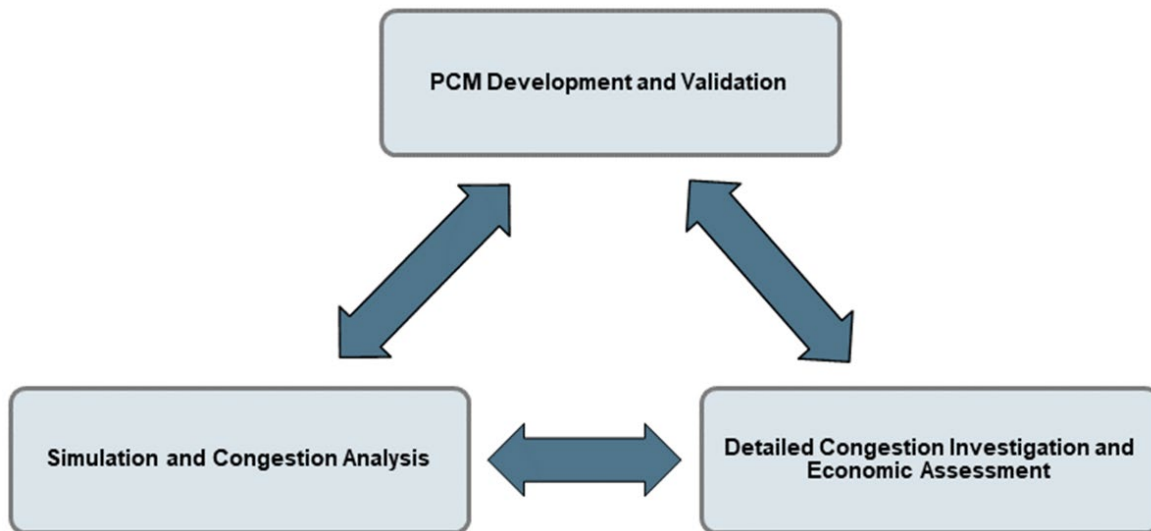 PCM Development and Validation
Simulation and Congestion Analysis
Detailed Congestion Investigation and
Economic Assessment